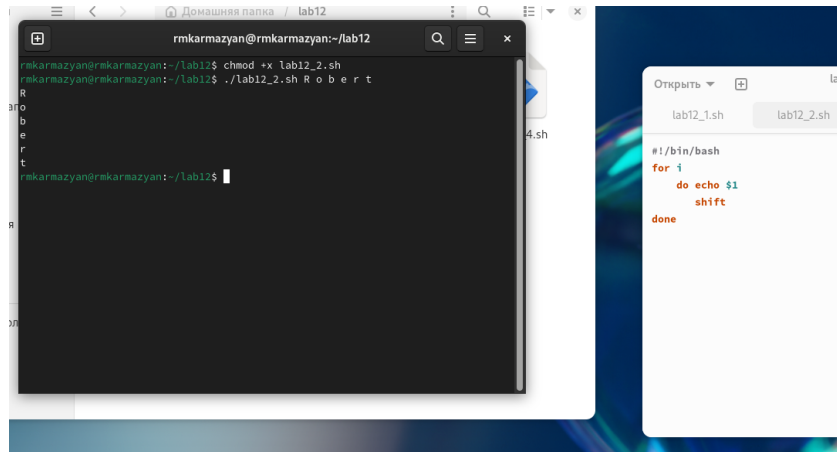 Домашняя папка / lab12
rmkarmazyan@rmkarmazyan:~/lab12
rmkarmazyan@rmkarmazyan:~/lab12$ chmod +x lab12_2.sh
rmkarmazyan@rmkarmazyan:~/lab12$ ./lab12_2.sh R o b e r t
R
o
b
e
r
t
rmkarmazyan@rmkarmazyan:~/lab12$
4.sh
Открыть
lab12_1.sh
lab12_2.sh
#!/bin/bash
for i
do echo $1
shift
done